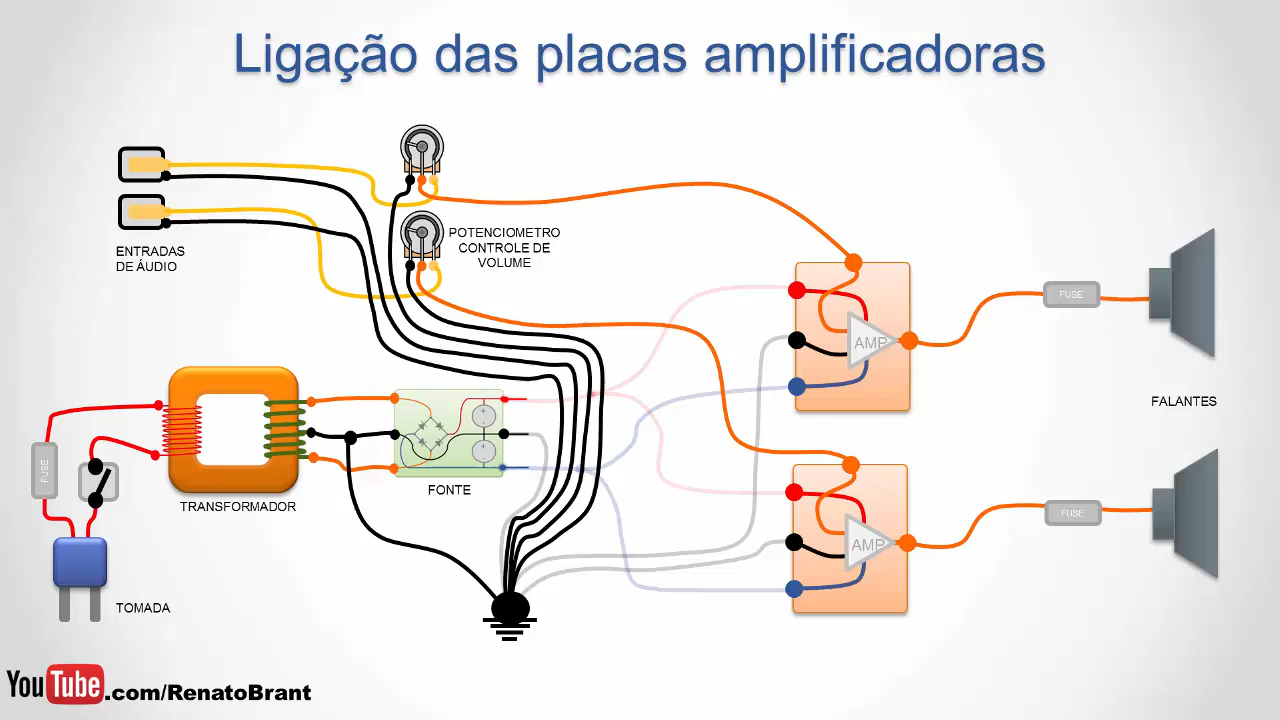 Ligação das placas amplificadoras
ENTRADAS
DE ÁUDIO
POTENCIOMETRO
CONTROLE DE
VOLUME
FUSE
AMP
FALANTES
FUSE
TRANSFORMADOR
FONTE
FUSE
AMP
TOMADA
YouTube.com/RenatoBrant